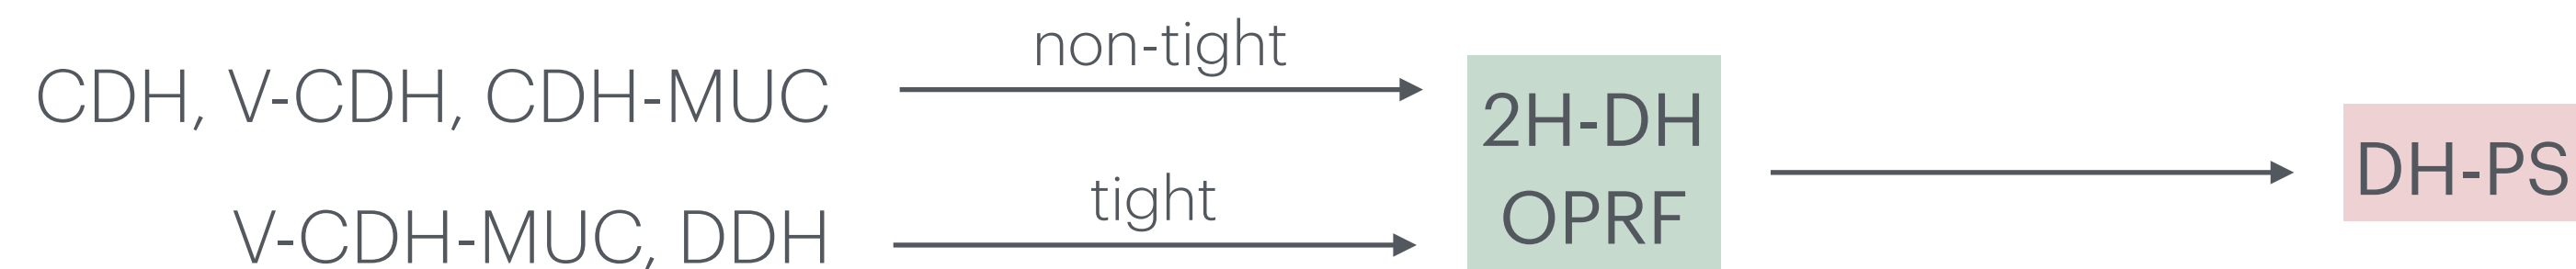 non-tight
CDH, V-CDH, CDH-MUC
2H-DH
OPRF
DH-PS
tight
V-CDH-MUC, DDH